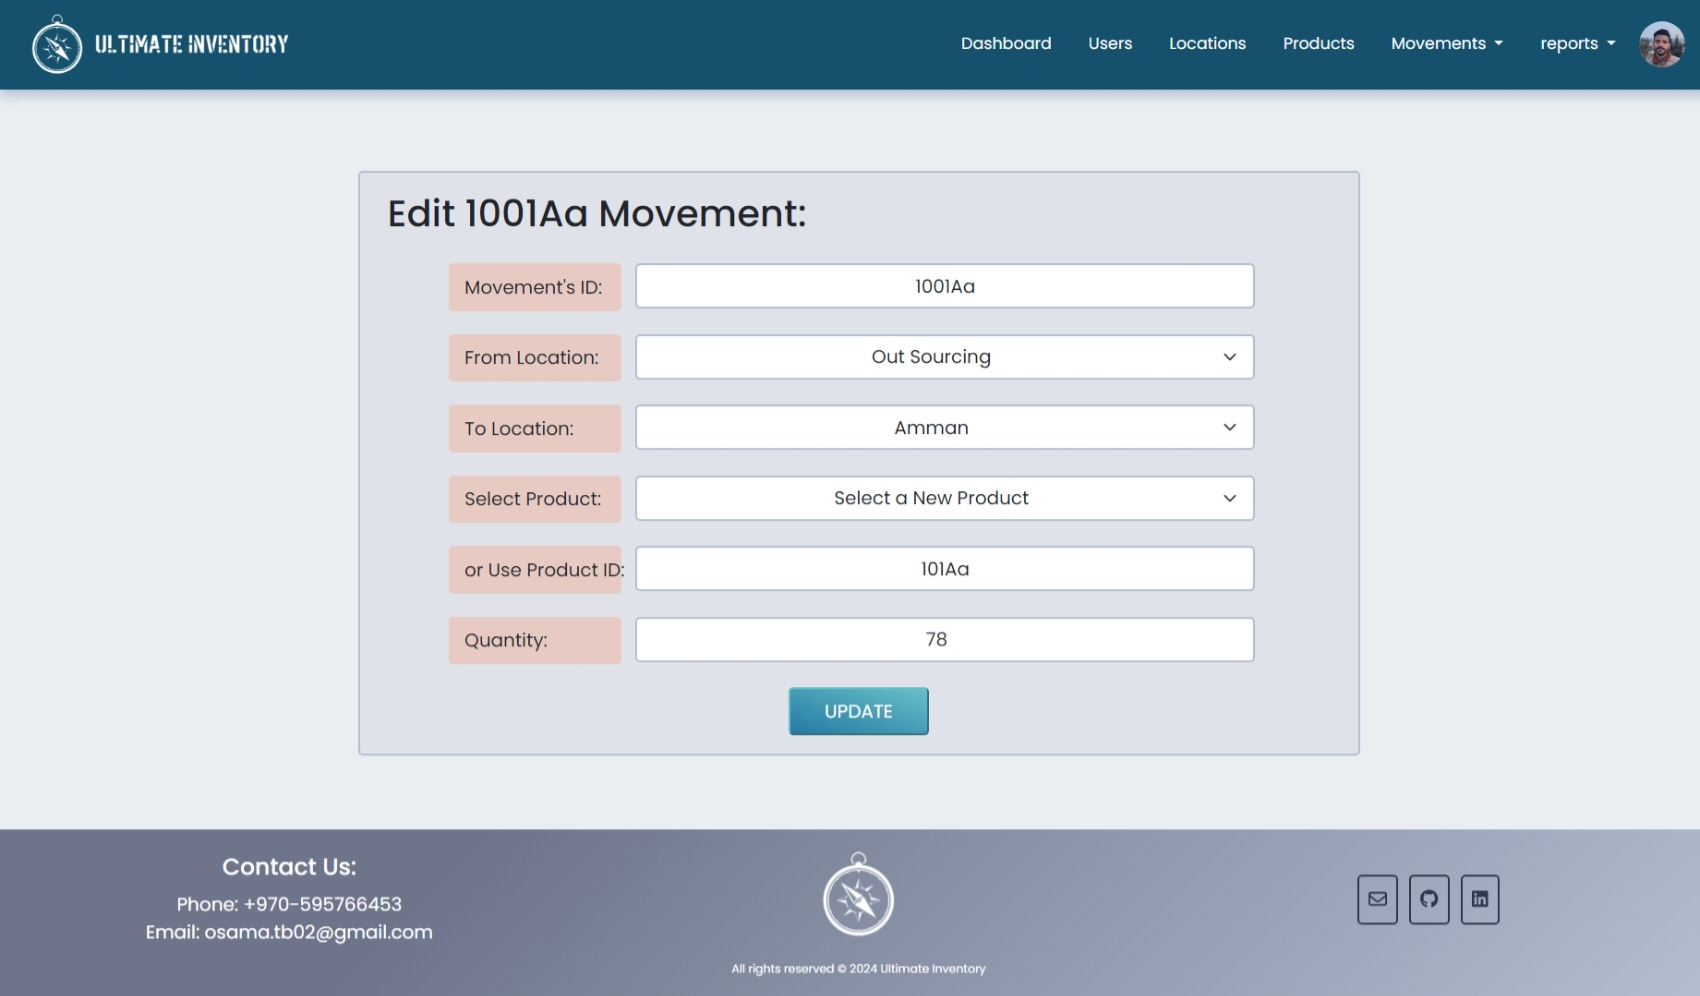 ULTIMATE INVENTORY
Dashboard Users Locations Products Movements reports
Edit 1001Aa Movement:
Movement's ID: 1001Aa
From Location: Out Sourcing
To Location: Amman
Select Product: Select a New Product
or Use Product ID: 101Aa
Quantity: 78
UPDATE
Contact Us:
Phone: +970-595766453
Email: osama.tb02@gmail.com
All rights reserved © 2024 Ultimate Inventory